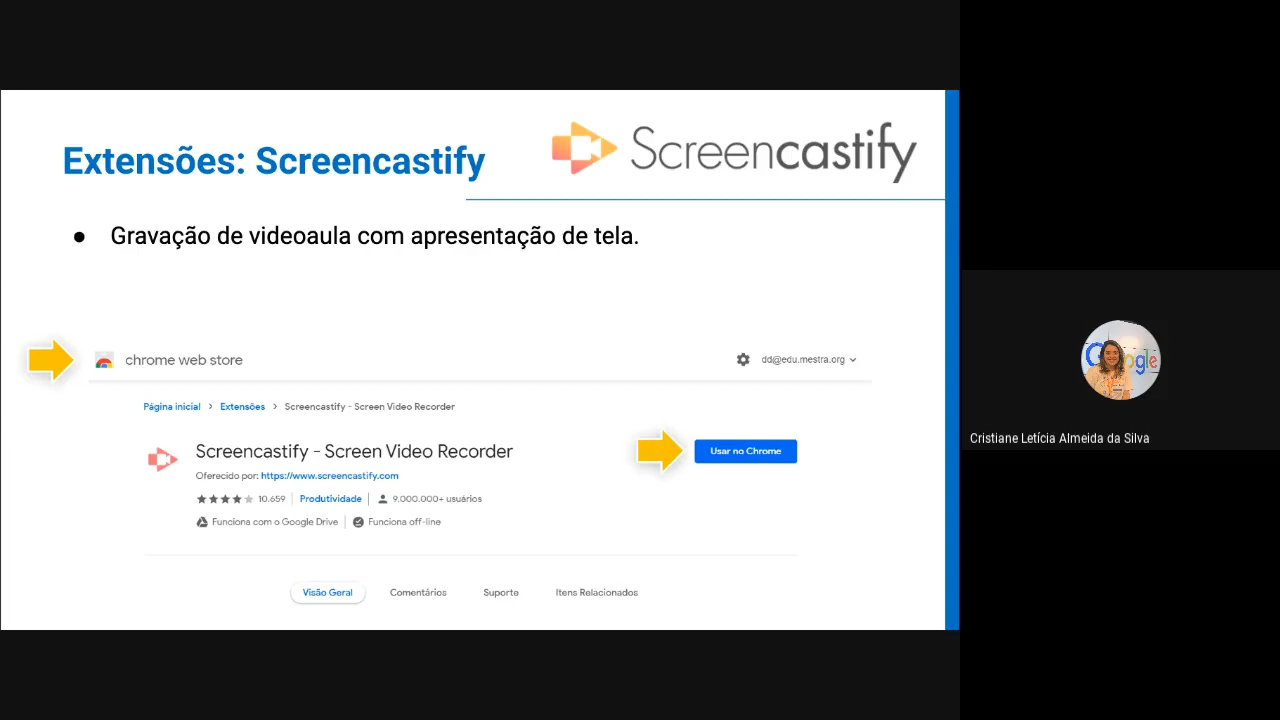 Extensões: Screencastify
Screencastify
● Gravação de videoaula com apresentação de tela.
chrome web store
dd@edu.mestra.org
Página inicial › Extensões › Screencastify - Screen Video Recorder
Screencastify - Screen Video Recorder
Usar no Chrome
Oferecido por: https://www.screencastify.com
10.659 | Produtividade | 9.000.000+ usuários
Funciona com o Google Drive | Funciona off-line
Visão Geral Comentários Suporte Itens Relacionados
Google
Cristiane Letícia Almeida da Silva